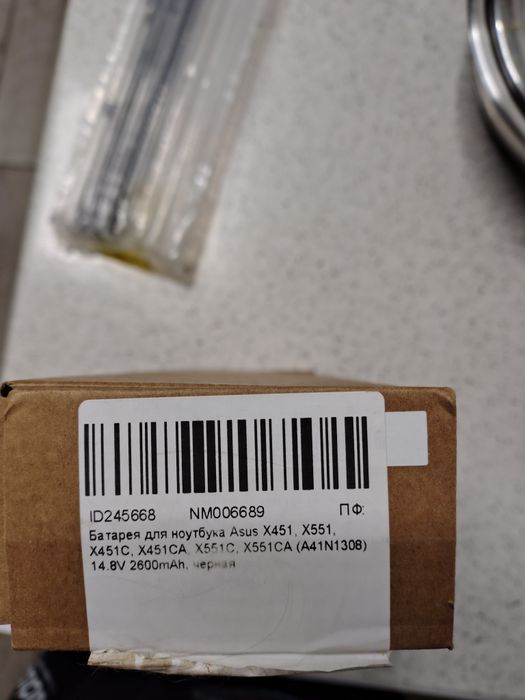 ID245668 NM006689 ПФ:
Батарея для ноутбука Asus X451, X551,
X451C, X451CA, X551C, X551CA (A41N1308)
14.8V 2600mAh, черная